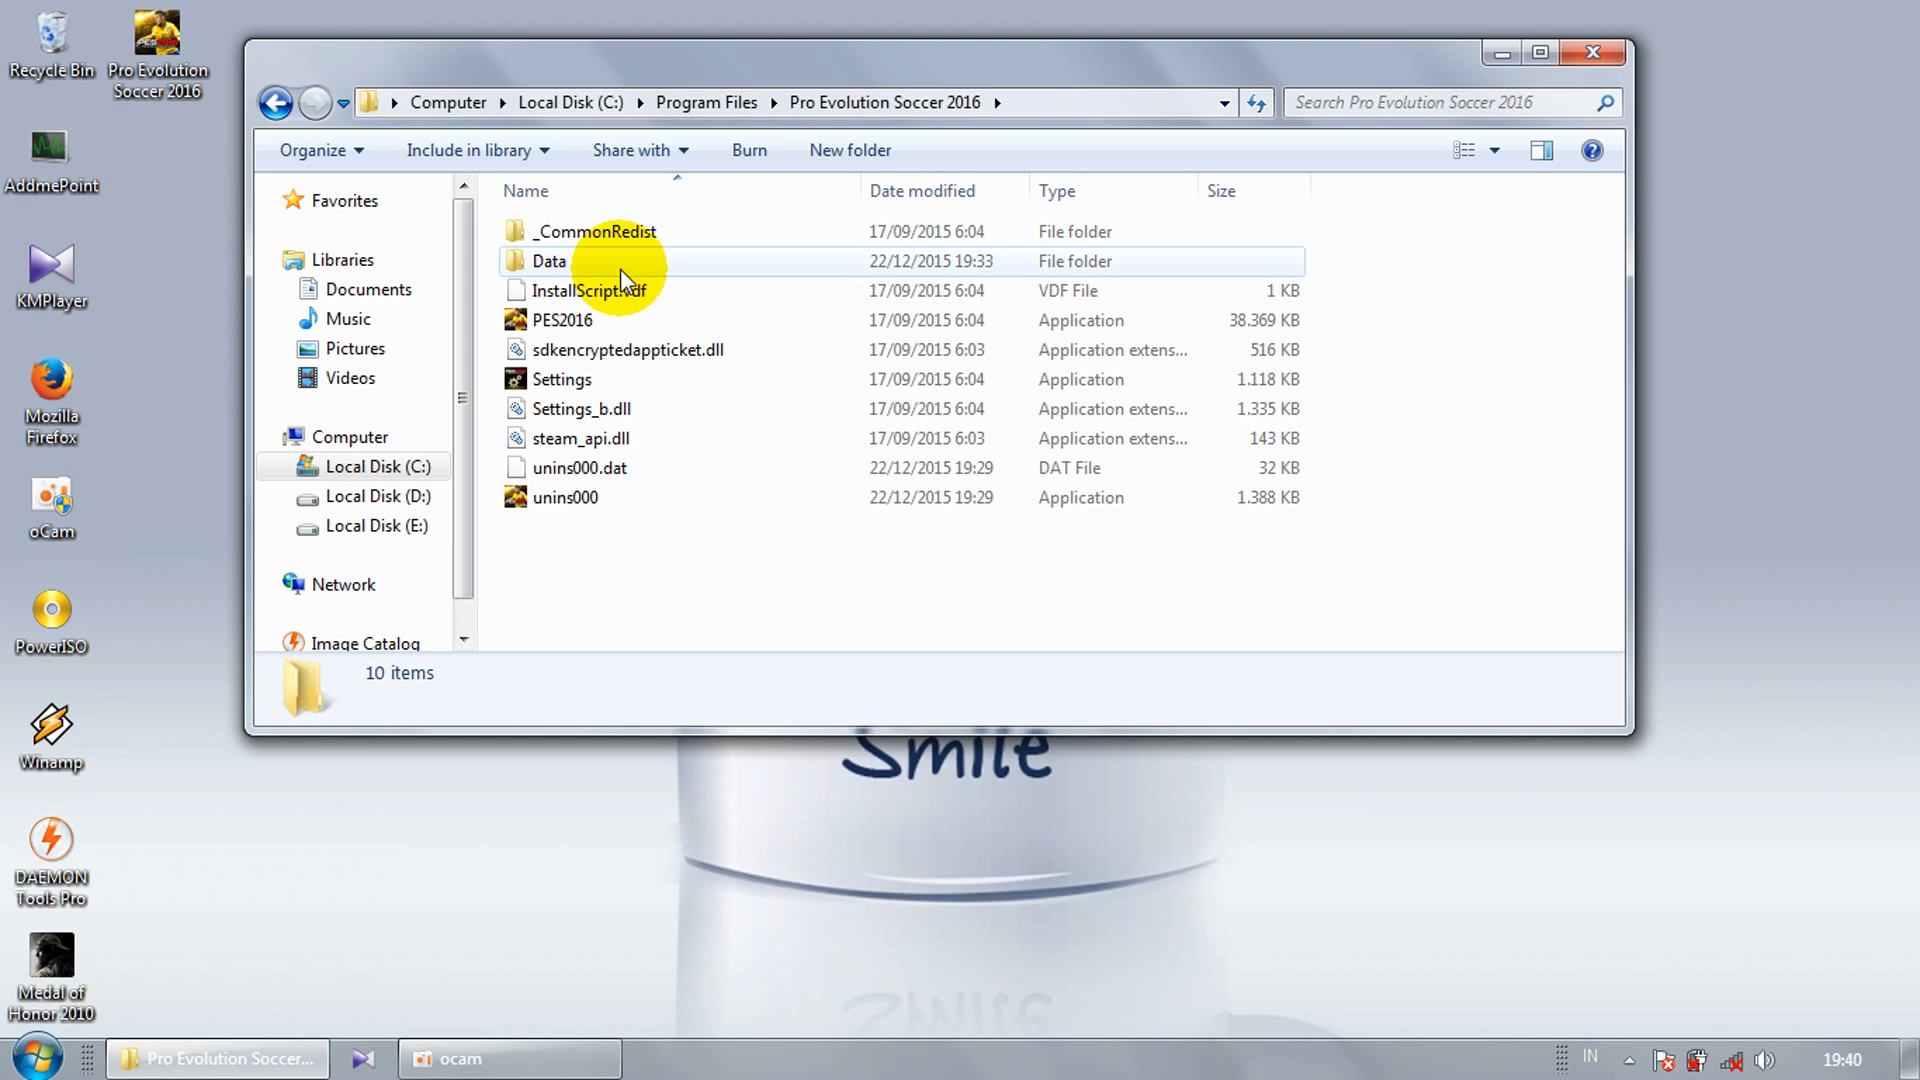 Recycle Bin
Pro Evolution
Soccer 2016
AddmePoint
KMPlayer
Mozilla
Firefox
oCam
PowerISO
Winamp
DAEMON
Tools Pro
Medal of
Honor 2010
Computer
Local Disk (C:)
Program Files
Pro Evolution Soccer 2016
Search Pro Evolution Soccer 2016
Organize
Include in library
Share with
Burn
New folder
Favorites
Libraries
Documents
Music
Pictures
Videos
Computer
Local Disk (C:)
Local Disk (D:)
Local Disk (E:)
Network
Image Catalog
Name Date modified Type Size
_CommonRedist 17/09/2015 6:04 File folder
Data 22/12/2015 19:33 File folder
InstallScript.vdf 17/09/2015 6:04 VDF File 1 KB
PES2016 17/09/2015 6:04 Application 38.369 KB
sdkencryptedappticket.dll 17/09/2015 6:03 Application extens... 516 KB
Settings 17/09/2015 6:04 Application 1.118 KB
Settings_b.dll 17/09/2015 6:04 Application extens... 1.335 KB
steam_api.dll 17/09/2015 6:03 Application extens... 143 KB
unins000.dat 22/12/2015 19:29 DAT File 32 KB
unins000 22/12/2015 19:29 Application 1.388 KB
10 items
Smile
Pro Evolution Soccer...
ocam
IN
19:40